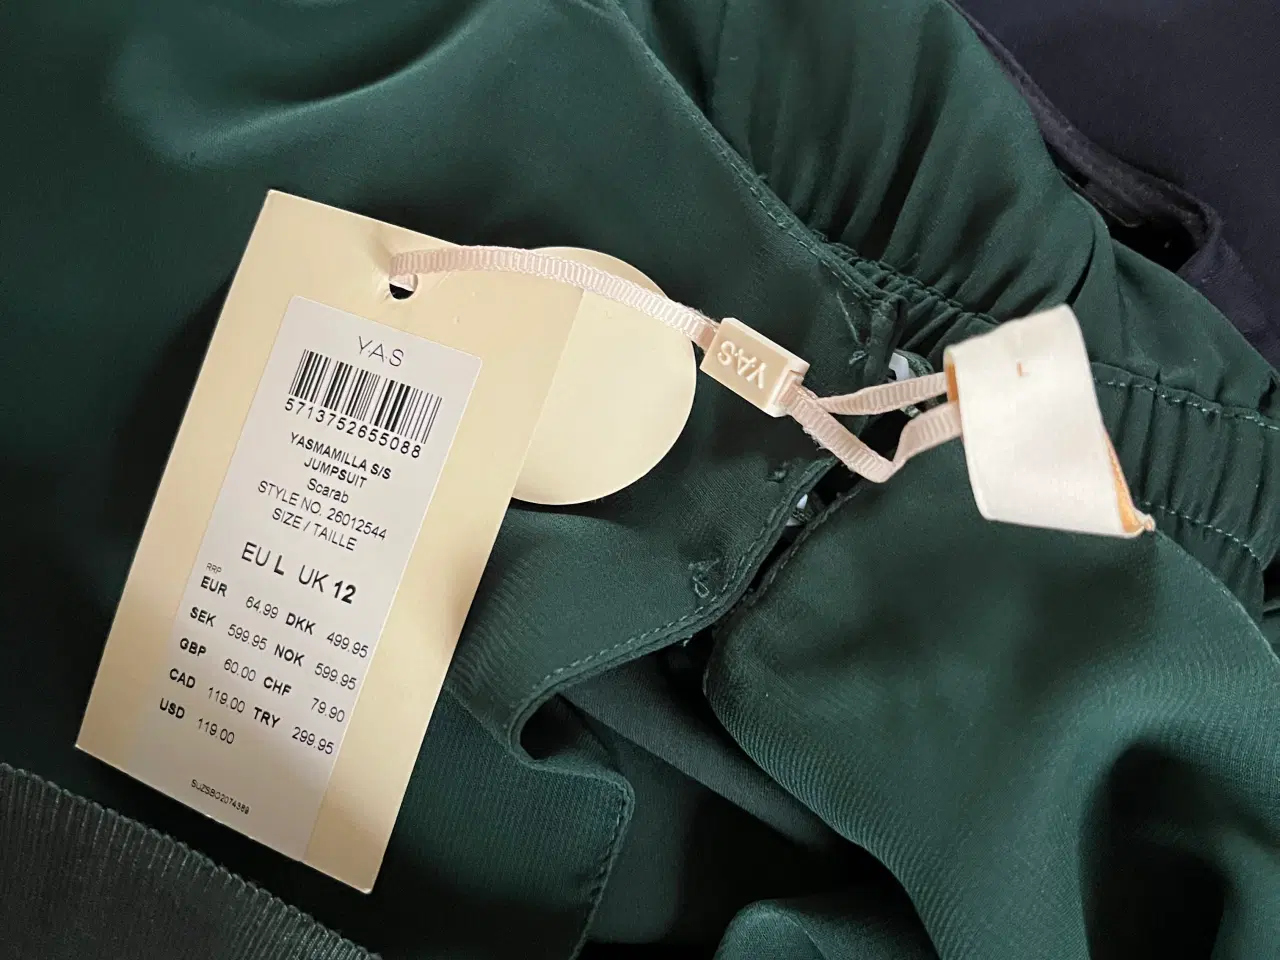 Y.A.S
5713752655088
YASMAMILLA S/S
JUMPSUIT
Scarab
STYLE NO. 26012544
SIZE / TAILLE
EU L UK 12
RRP
EUR 64,99 DKK 499.95
SEK 599.95 NOK 599.95
GBP 60.00 CHF 79.90
CAD 119.00 TRY 299.95
USD 119.00
SUZSBO2074389
Y.A.S